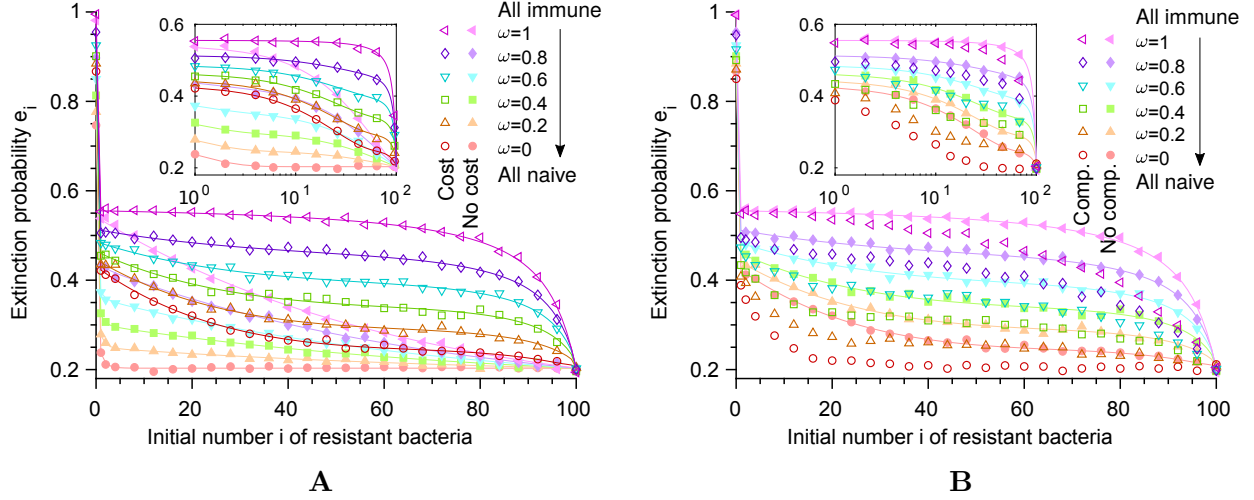 Extinction probability e_i
1
0.8
0.6
0.4
0.2
0 20 40 60 80 100
Initial number i of resistant bacteria
0.6
0.4
0.2
10^0 10^1 10^2
All immune
ω=1
ω=0.8
ω=0.6
ω=0.4
ω=0.2
ω=0
All naive
Cost
No cost
A
Extinction probability e_i
1
0.8
0.6
0.4
0.2
0 20 40 60 80 100
Initial number i of resistant bacteria
0.6
0.4
0.2
10^0 10^1 10^2
All immune
ω=1
ω=0.8
ω=0.6
ω=0.4
ω=0.2
ω=0
All naive
Comp.
No comp.
B